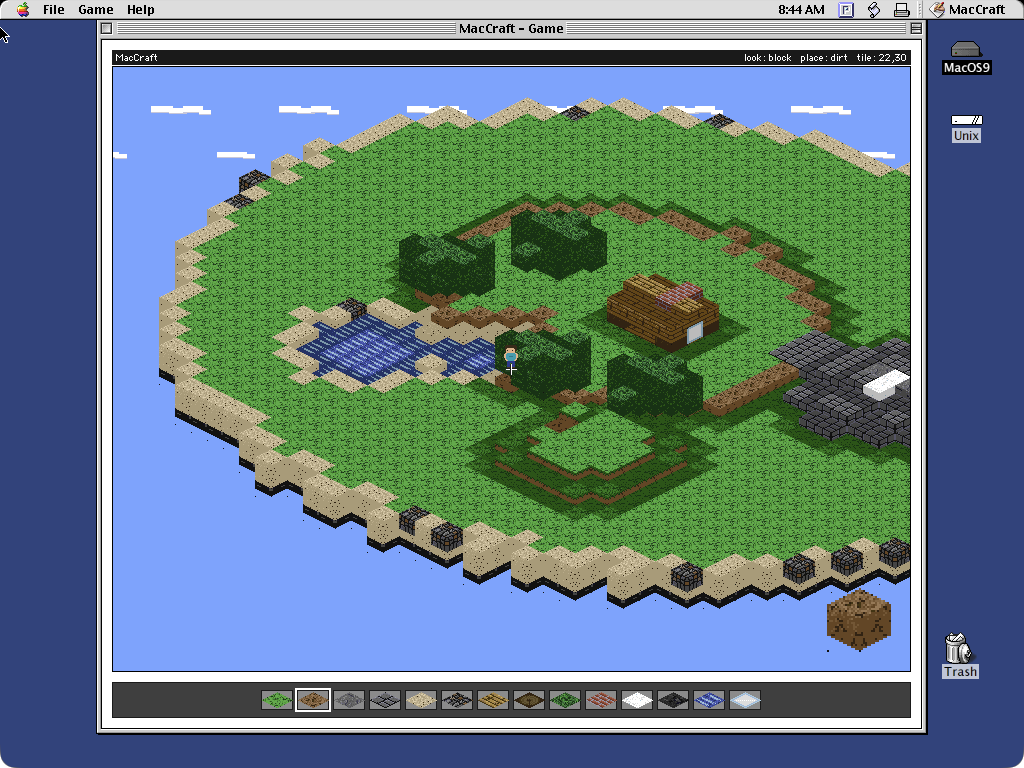 File Game Help 8:44 AM MacCraft
MacCraft - Game
MacCraft look: block place: dirt tile: 22,30
MacOS9
Unix
Trash